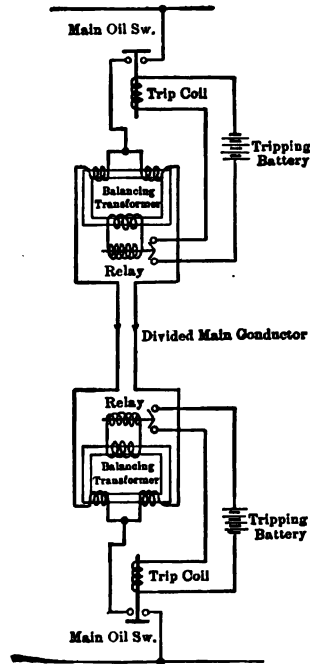 Main Oil Sw.
Trip Coil
Tripping
Battery
Balancing
Transformer
Relay
Divided Main Conductor
Relay
Balancing
Transformer
Tripping
Battery
Trip Coil
Main Oil Sw.